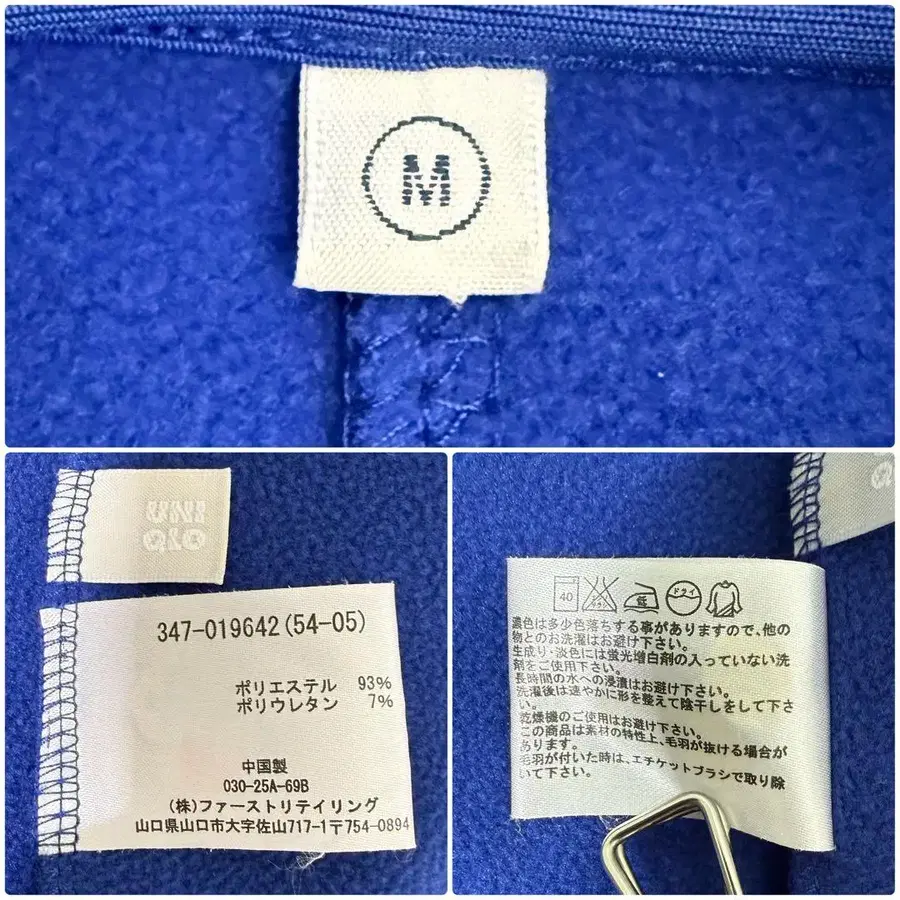 M
UNI
QLO
347-019642(54-05)
ポリエステル 93%
ポリウレタン 7%
中国製
030-25A-69B
(株)ファーストリテイリング
山口県山口市大字佐山717-1〒754-0894
40
低
ドライ
濃色は多少色落ちする事がありますので、他の
物とのお洗濯はお避け下さい。
生成り・淡色には蛍光増白剤の入っていない洗
剤をご使用下さい。
長時間の水への浸漬はお避け下さい。
洗濯後は速やかに形を整えて陰干しをして下さ
い。
乾燥機のご使用はお避け下さい。
この商品は素材の特性上、毛羽が抜ける場合が
あります。
毛羽が付いた時は、エチケットブラシで取り除
いて下さい。